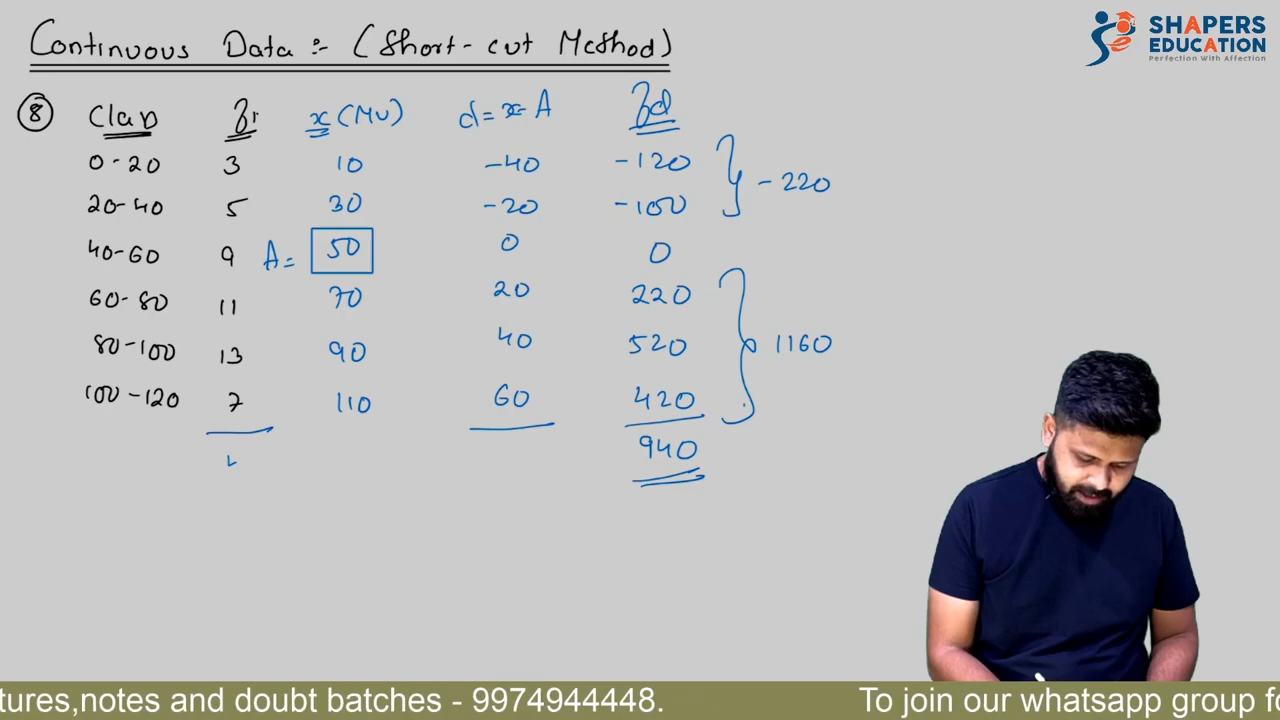 Continuous Data :- (Short-cut Method)
SHAPERS
EDUCATION
Perfection With Affection
8 Class fr x (MV) d = x-A fd
0-20 3 10 -40 -120
20-40 5 30 -20 -100 } -220
40-60 9 A= 50 0 0
60-80 11 70 20 220
80-100 13 90 40 520 } 1160
100-120 7 110 60 420
940
tures,notes and doubt batches - 9974944448. To join our whatsapp group fo